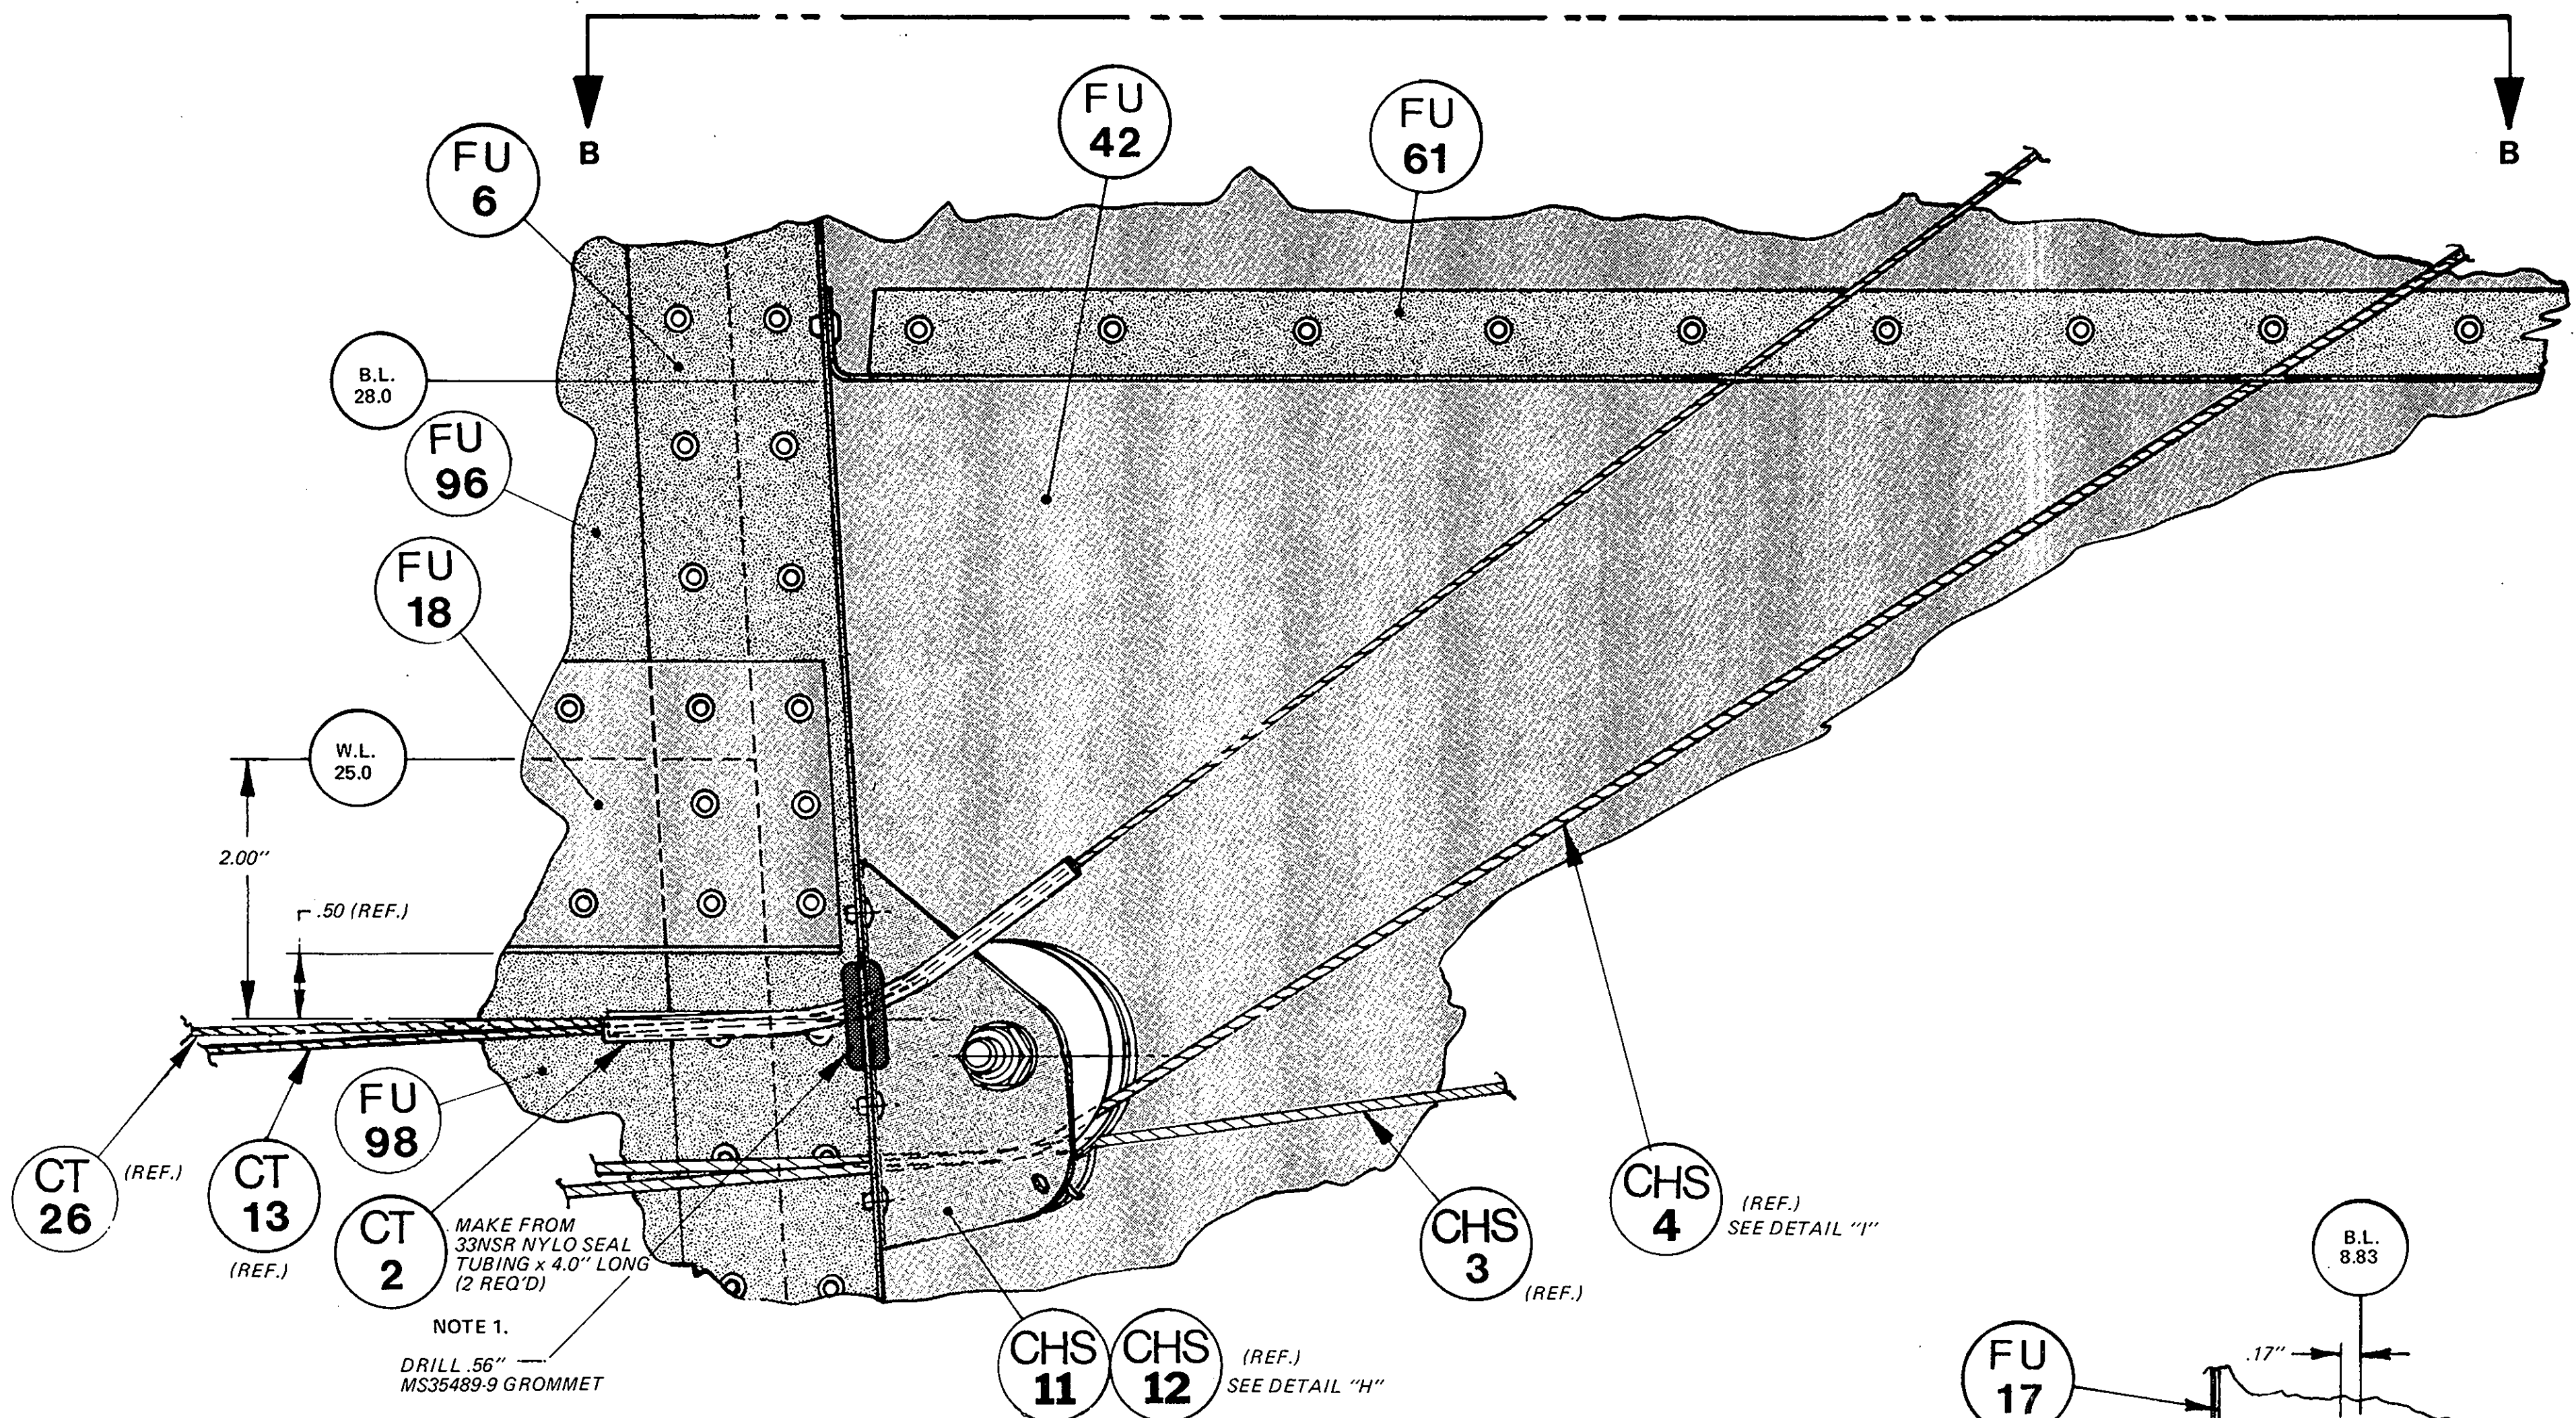 B
B
FU
6
FU
42
FU
61
B.L.
28.0
FU
96
FU
18
W.L.
25.0
2.00"
.50 (REF.)
FU
98
CT
26
(REF.)
CT
13
(REF.)
CT
2
MAKE FROM
33NSR NYLO SEAL
TUBING x 4.0" LONG
(2 REQ'D)
NOTE 1.
DRILL .56"
MS35489-9 GROMMET
CHS
11
CHS
12
(REF.)
SEE DETAIL "H"
CHS
3
(REF.)
CHS
4
(REF.)
SEE DETAIL "I"
B.L.
8.83
.17"
FU
17